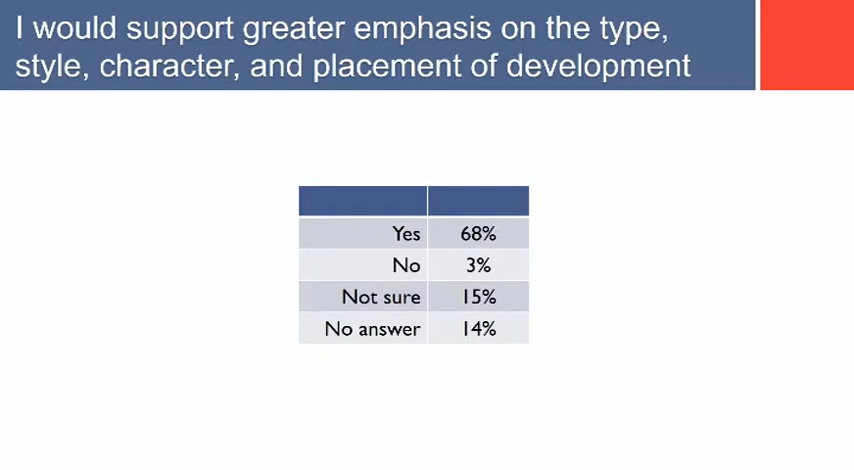 I would support greater emphasis on the type,
style, character, and placement of development
Yes 68%
No 3%
Not sure 15%
No answer 14%